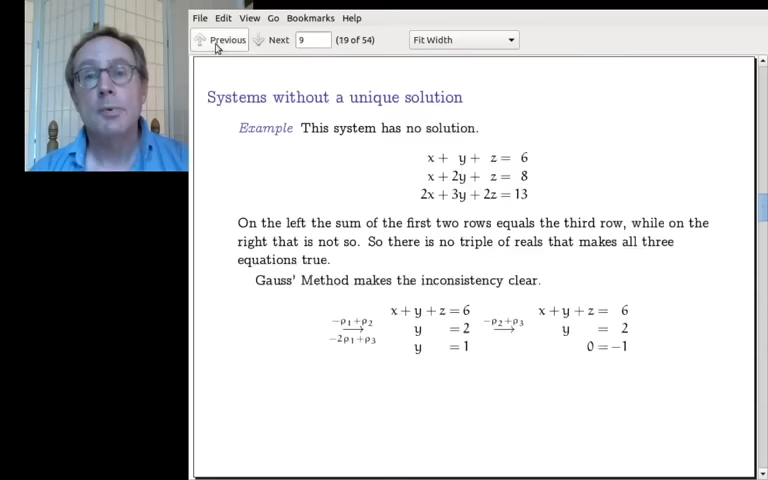 File Edit View Go Bookmarks Help
Previous Next 9 (19 of 54) Fit Width
Systems without a unique solution
Example This system has no solution.
x + y + z = 6
x + 2y + z = 8
2x + 3y + 2z = 13
On the left the sum of the first two rows equals the third row, while on the
right that is not so. So there is no triple of reals that makes all three
equations true.
Gauss' Method makes the inconsistency clear.
x + y + z = 6 x + y + z = 6
−ρ1+ρ2 y = 2 −ρ2+ρ3 y = 2
−2ρ1+ρ3 y = 1 0 = −1